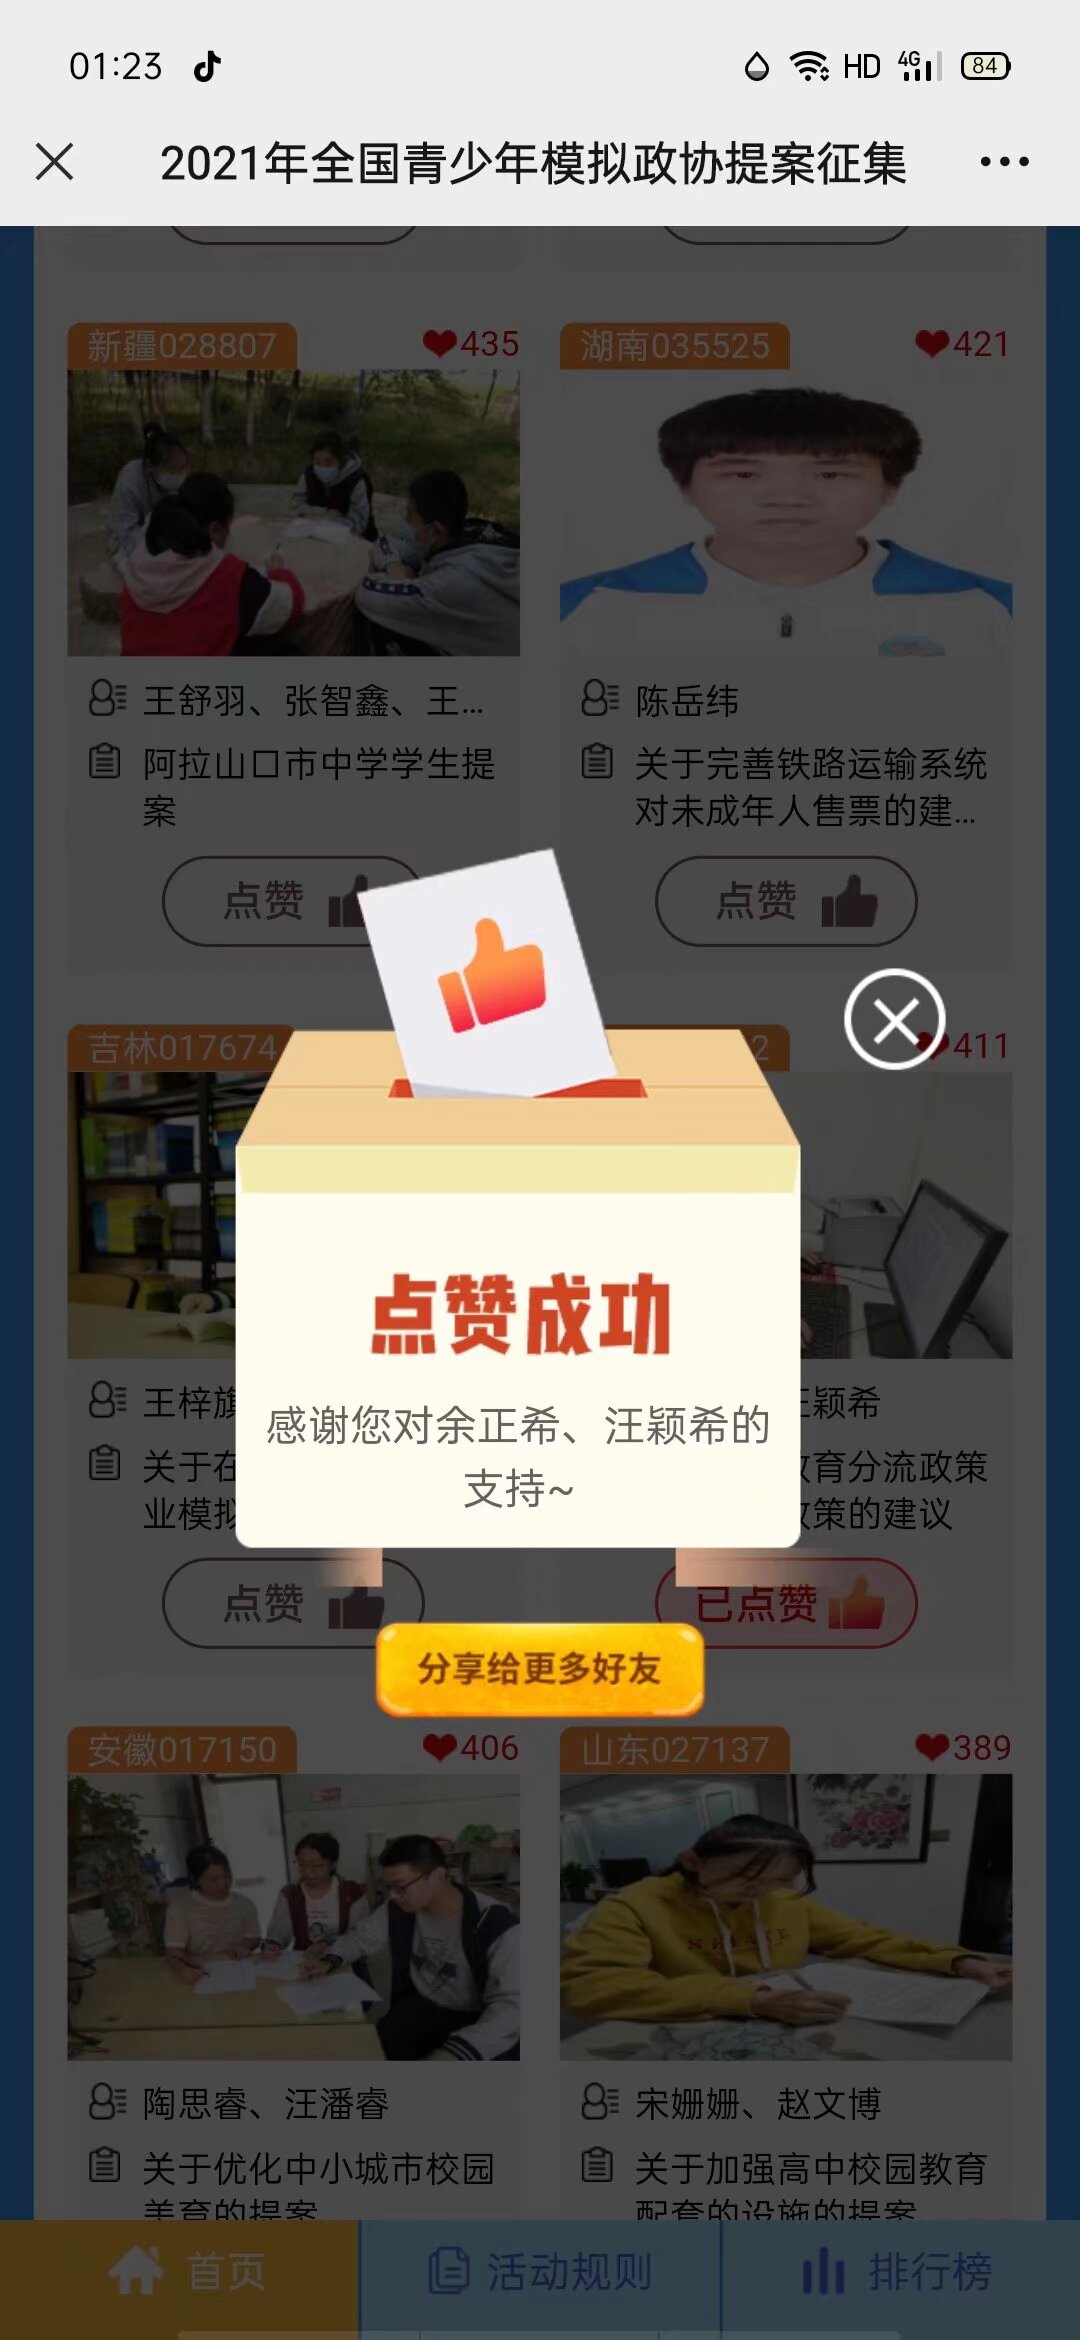 01:23
HD 4G 84
2021年全国青少年模拟政协提案征集
新疆028807 435
湖南035525 421
王舒羽、张智鑫、王...
阿拉山口市中学学生提
案
点赞
陈岳纬
关于完善铁路运输系统
对未成年人售票的建...
点赞
吉林017674
2 411
点赞成功
感谢您对余正希、汪颖希的
支持~
王梓旗
关于在
业模拟
点赞
汪颖希
教育分流政策
政策的建议
已点赞
分享给更多好友
安徽017150 406
山东027137 389
陶思睿、汪潘睿
关于优化中小城市校园
美育的提案
宋姗姗、赵文博
关于加强高中校园教育
配套的设施的提案
首页
活动规则
排行榜